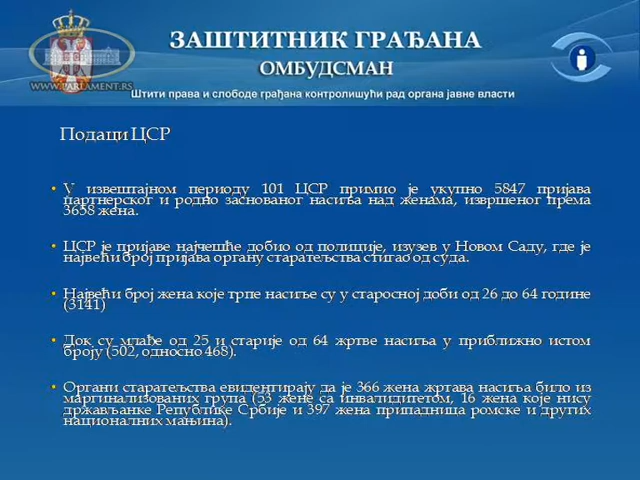 ЗАШТИТНИК ГРАЂАНА
ОМБУДСМАН
WWW.PARLAMENT.RS
Штити права и слободе грађана контролишући рад органа јавне власти
Подаци ЦСР
• У извештајном периоду 101 ЦСР примио је укупно 5847 пријава
партнерског и родно заснованог насиља над женама, извршеног према
3658 жена.
• ЦСР је пријаве најчешће добио од полиције, изузев у Новом Саду, где је
највећи број пријава органу старатељства стигао од суда.
• Највећи број жена које трпе насиље су у старосној доби од 26 до 64 године
(3141)
• Док су млађе од 25 и старије од 64 жртве насиља у приближно истом
броју (502, односно 468).
• Органи старатељства евидентирају да је 366 жена жртава насиља било из
маргинализованих група (53 жене са инвалидитетом, 16 жена које нису
држављанке Републике Србије и 397 жена припадница ромске и других
националних мањина).